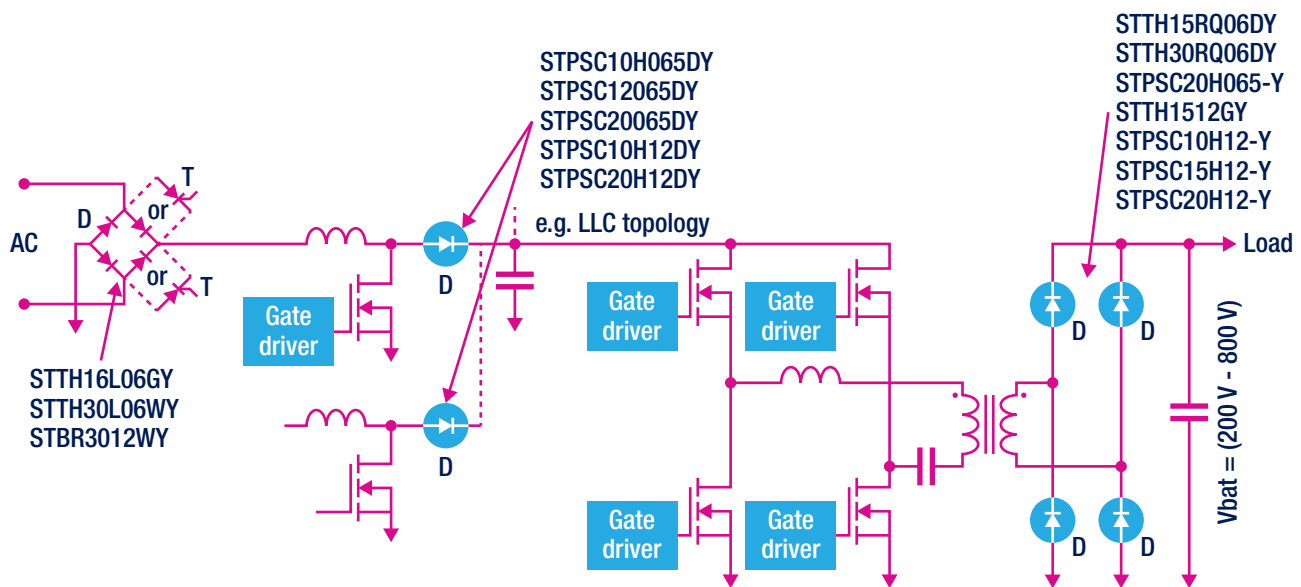 STPSC10H065DY
STPSC12065DY
STPSC20065DY
STPSC10H12DY
STPSC20H12DY
STTH15RQ06DY
STTH30RQ06DY
STPSC20H065-Y
STTH1512GY
STPSC10H12-Y
STPSC15H12-Y
STPSC20H12-Y
T
D
or
AC
or
T
e.g. LLC topology
Load
D
Gate
driver
Gate
driver
Gate
driver
D
D
STTH16L06GY
STTH30L06WY
STBR3012WY
D
Vbat = (200 V - 800 V)
Gate
driver
Gate
driver
D
D